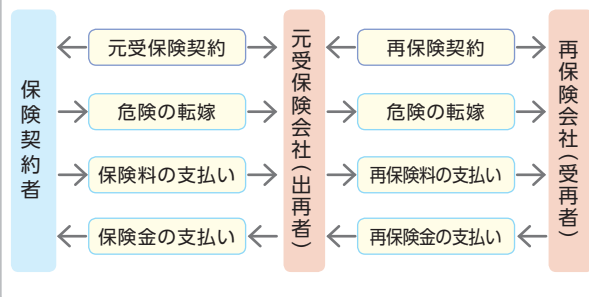 保険契約者
元受保険契約
危険の転嫁
保険料の支払い
保険金の支払い
元受保険会社(出再者)
再保険契約
危険の転嫁
再保険料の支払い
再保険金の支払い
再保険会社(受再者)